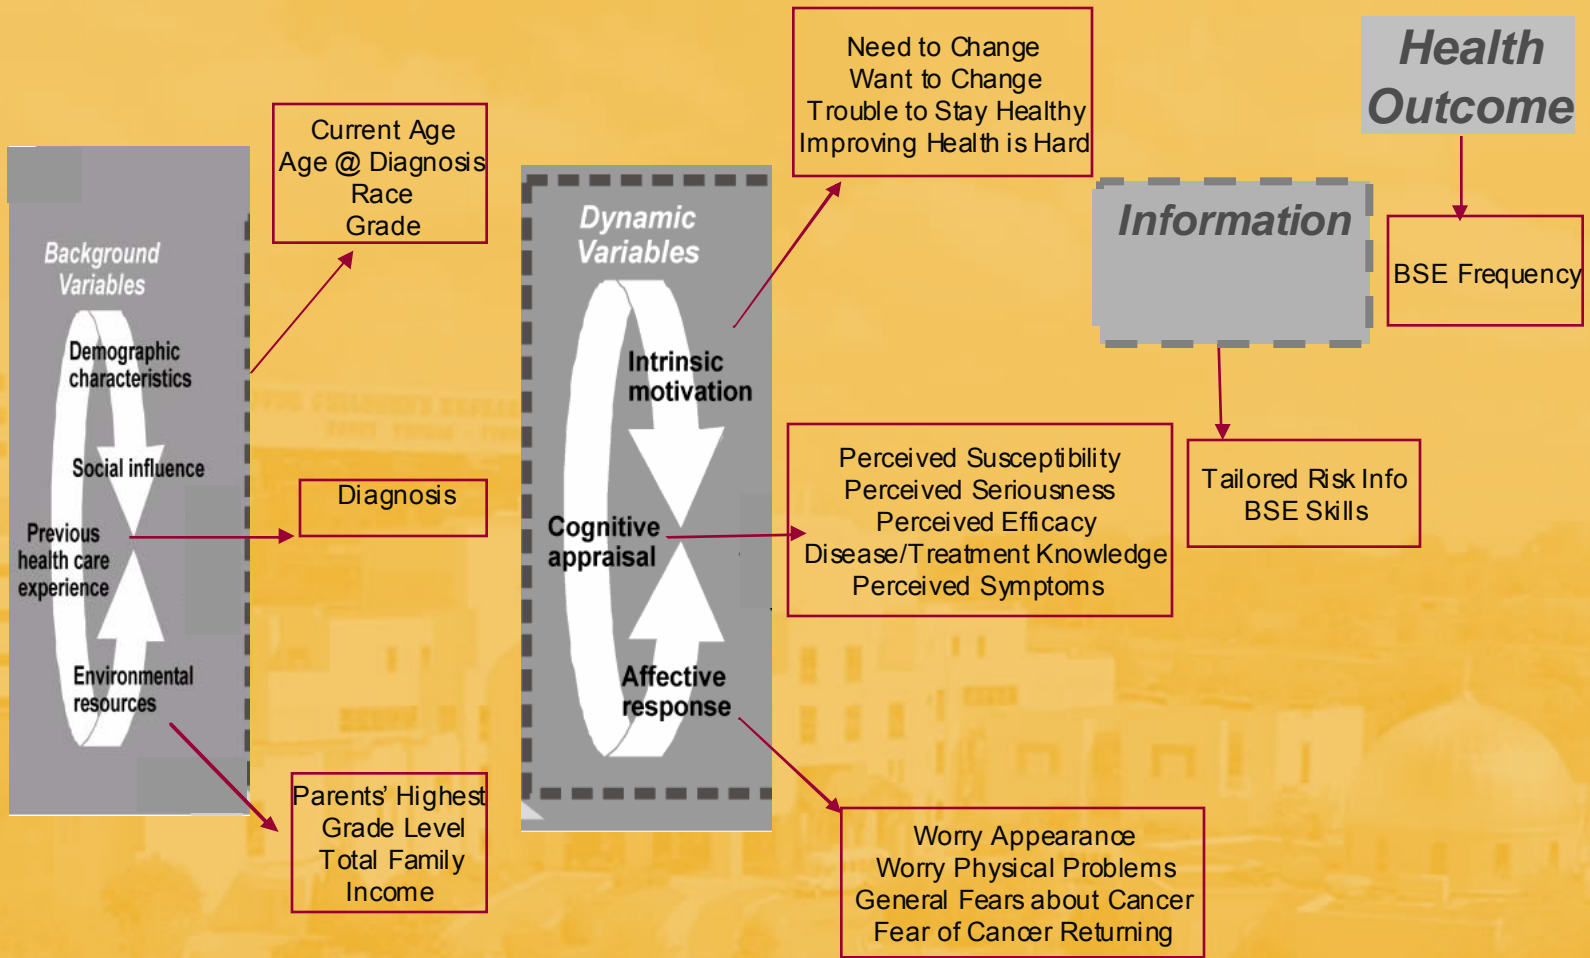 Background
Variables
Demographic
characteristics
Social influence
Previous
health care
experience
Environmental
resources
Current Age
Age @ Diagnosis
Race
Grade
Diagnosis
Parents' Highest
Grade Level
Total Family
Income
Dynamic
Variables
Intrinsic
motivation
Cognitive
appraisal
Affective
response
Need to Change
Want to Change
Trouble to Stay Healthy
Improving Health is Hard
Perceived Susceptibility
Perceived Seriousness
Perceived Efficacy
Disease/Treatment Knowledge
Perceived Symptoms
Worry Appearance
Worry Physical Problems
General Fears about Cancer
Fear of Cancer Returning
Information
Tailored Risk Info
BSE Skills
Health
Outcome
BSE Frequency